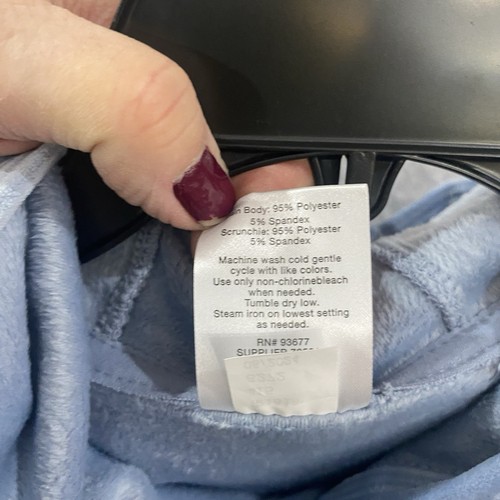 Body: 95% Polyester
5% Spandex
Scrunchie: 95% Polyester
5% Spandex
Machine wash cold gentle
cycle with like colors.
Use only non-chlorinebleach
when needed.
Tumble dry low.
Steam iron on lowest setting
as needed.
RN# 93677
SUPPLIER